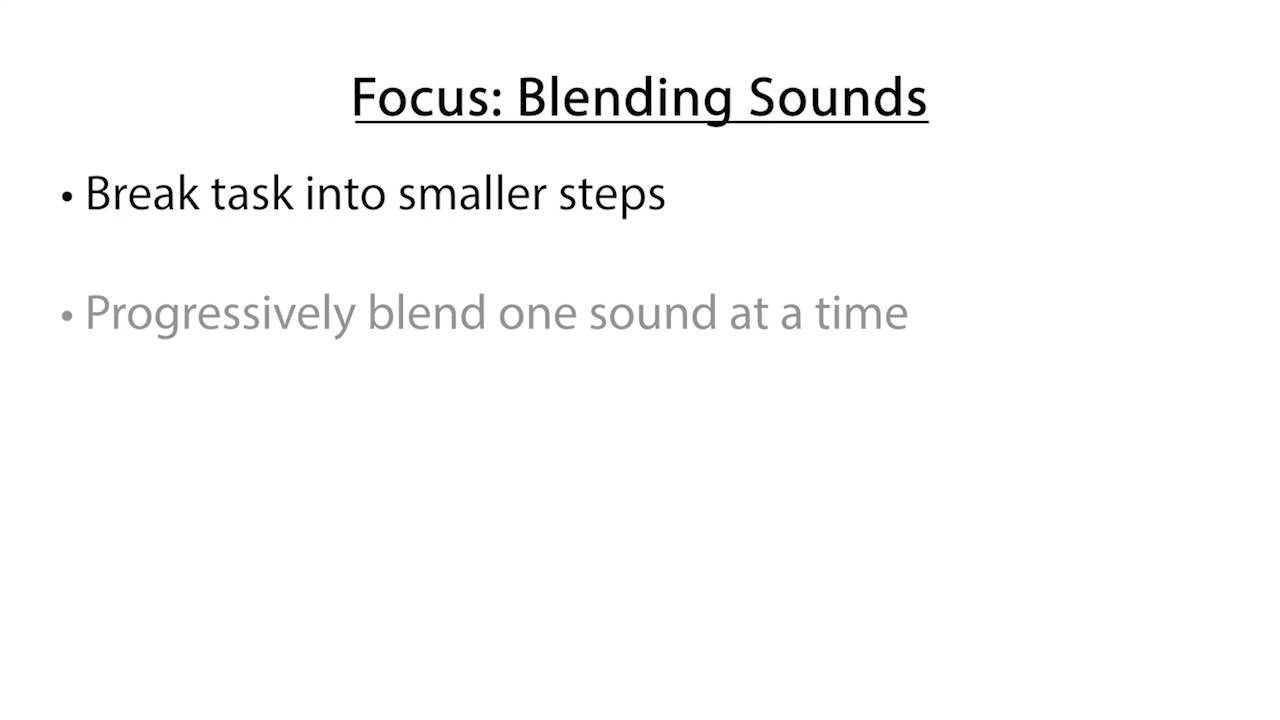 Focus: Blending Sounds
• Break task into smaller steps
• Progressively blend one sound at a time